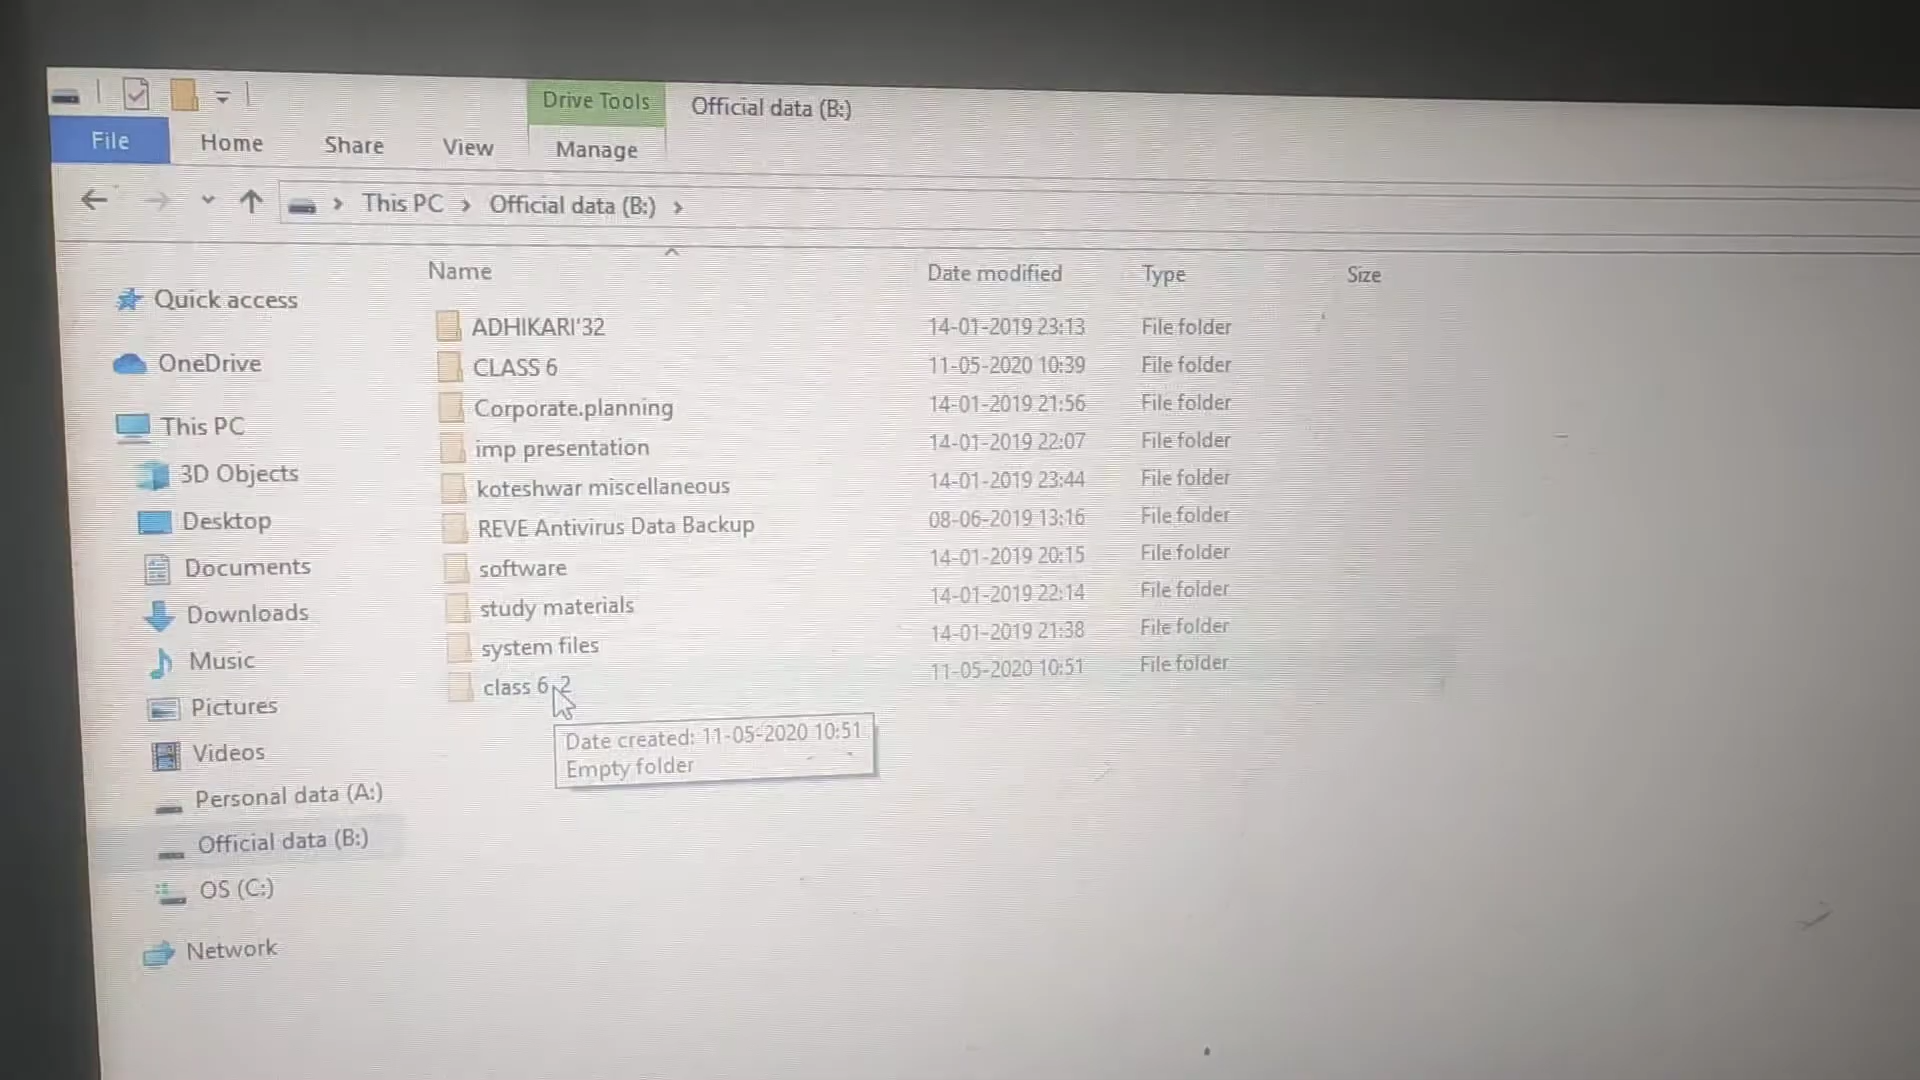 Drive Tools Official data (B:)
File Home Share View Manage
This PC > Official data (B:) >
Name Date modified Type Size
Quick access
OneDrive
This PC
3D Objects
Desktop
Documents
Downloads
Music
Pictures
Videos
Personal data (A:)
Official data (B:)
OS (C:)
Network
ADHIKARI'32 14-01-2019 23:13 File folder
CLASS 6 11-05-2020 10:39 File folder
Corporate.planning 14-01-2019 21:56 File folder
imp presentation 14-01-2019 22:07 File folder
koteshwar miscellaneous 14-01-2019 23:44 File folder
REVE Antivirus Data Backup 08-06-2019 13:16 File folder
software 14-01-2019 20:15 File folder
study materials 14-01-2019 22:14 File folder
system files 14-01-2019 21:38 File folder
class 6 2 11-05-2020 10:51 File folder
Date created: 11-05-2020 10:51
Empty folder